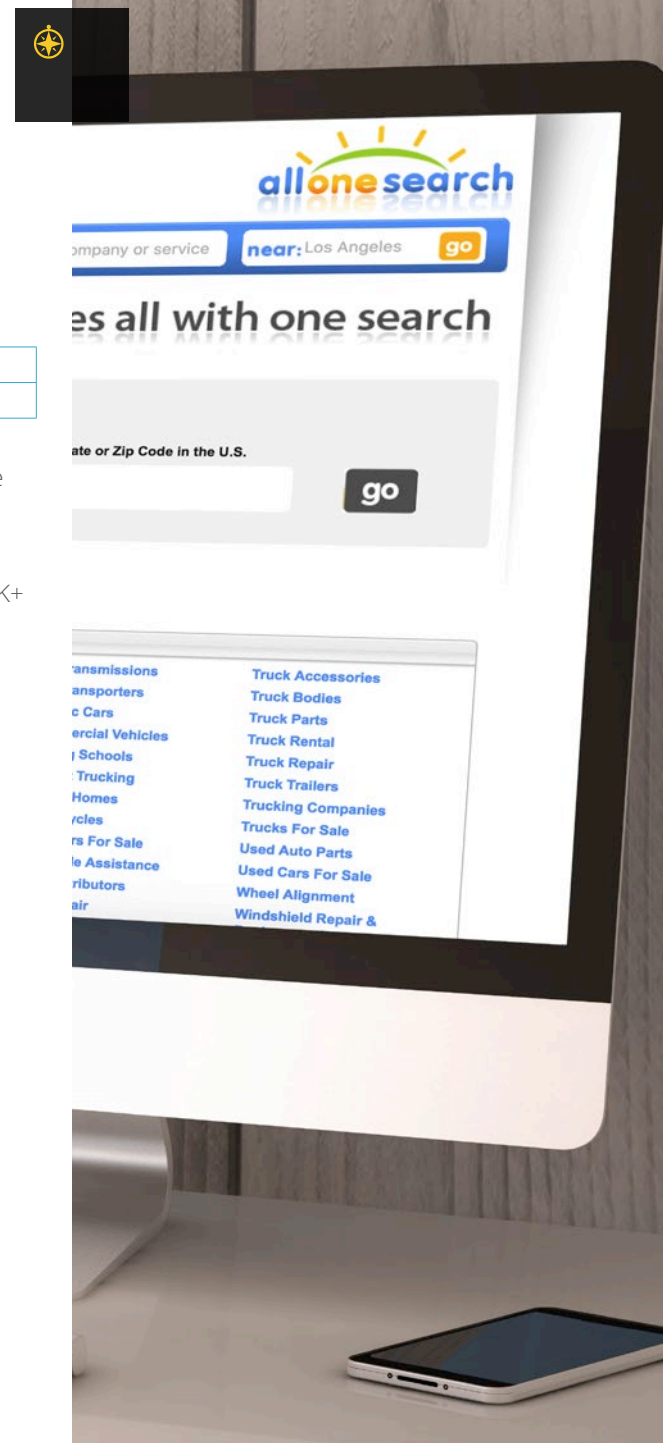 allonesearch
ompany or service
near: Los Angeles
go
es all with one search
ate or Zip Code in the U.S.
go
e
K+
ansmissions
ansporters
c Cars
ercial Vehicles
Schools
Trucking
Homes
ycles
rs For Sale
le Assistance
ributors
air
Truck Accessories
Truck Bodies
Truck Parts
Truck Rental
Truck Repair
Truck Trailers
Trucking Companies
Trucks For Sale
Used Auto Parts
Used Cars For Sale
Wheel Alignment
Windshield Repair &